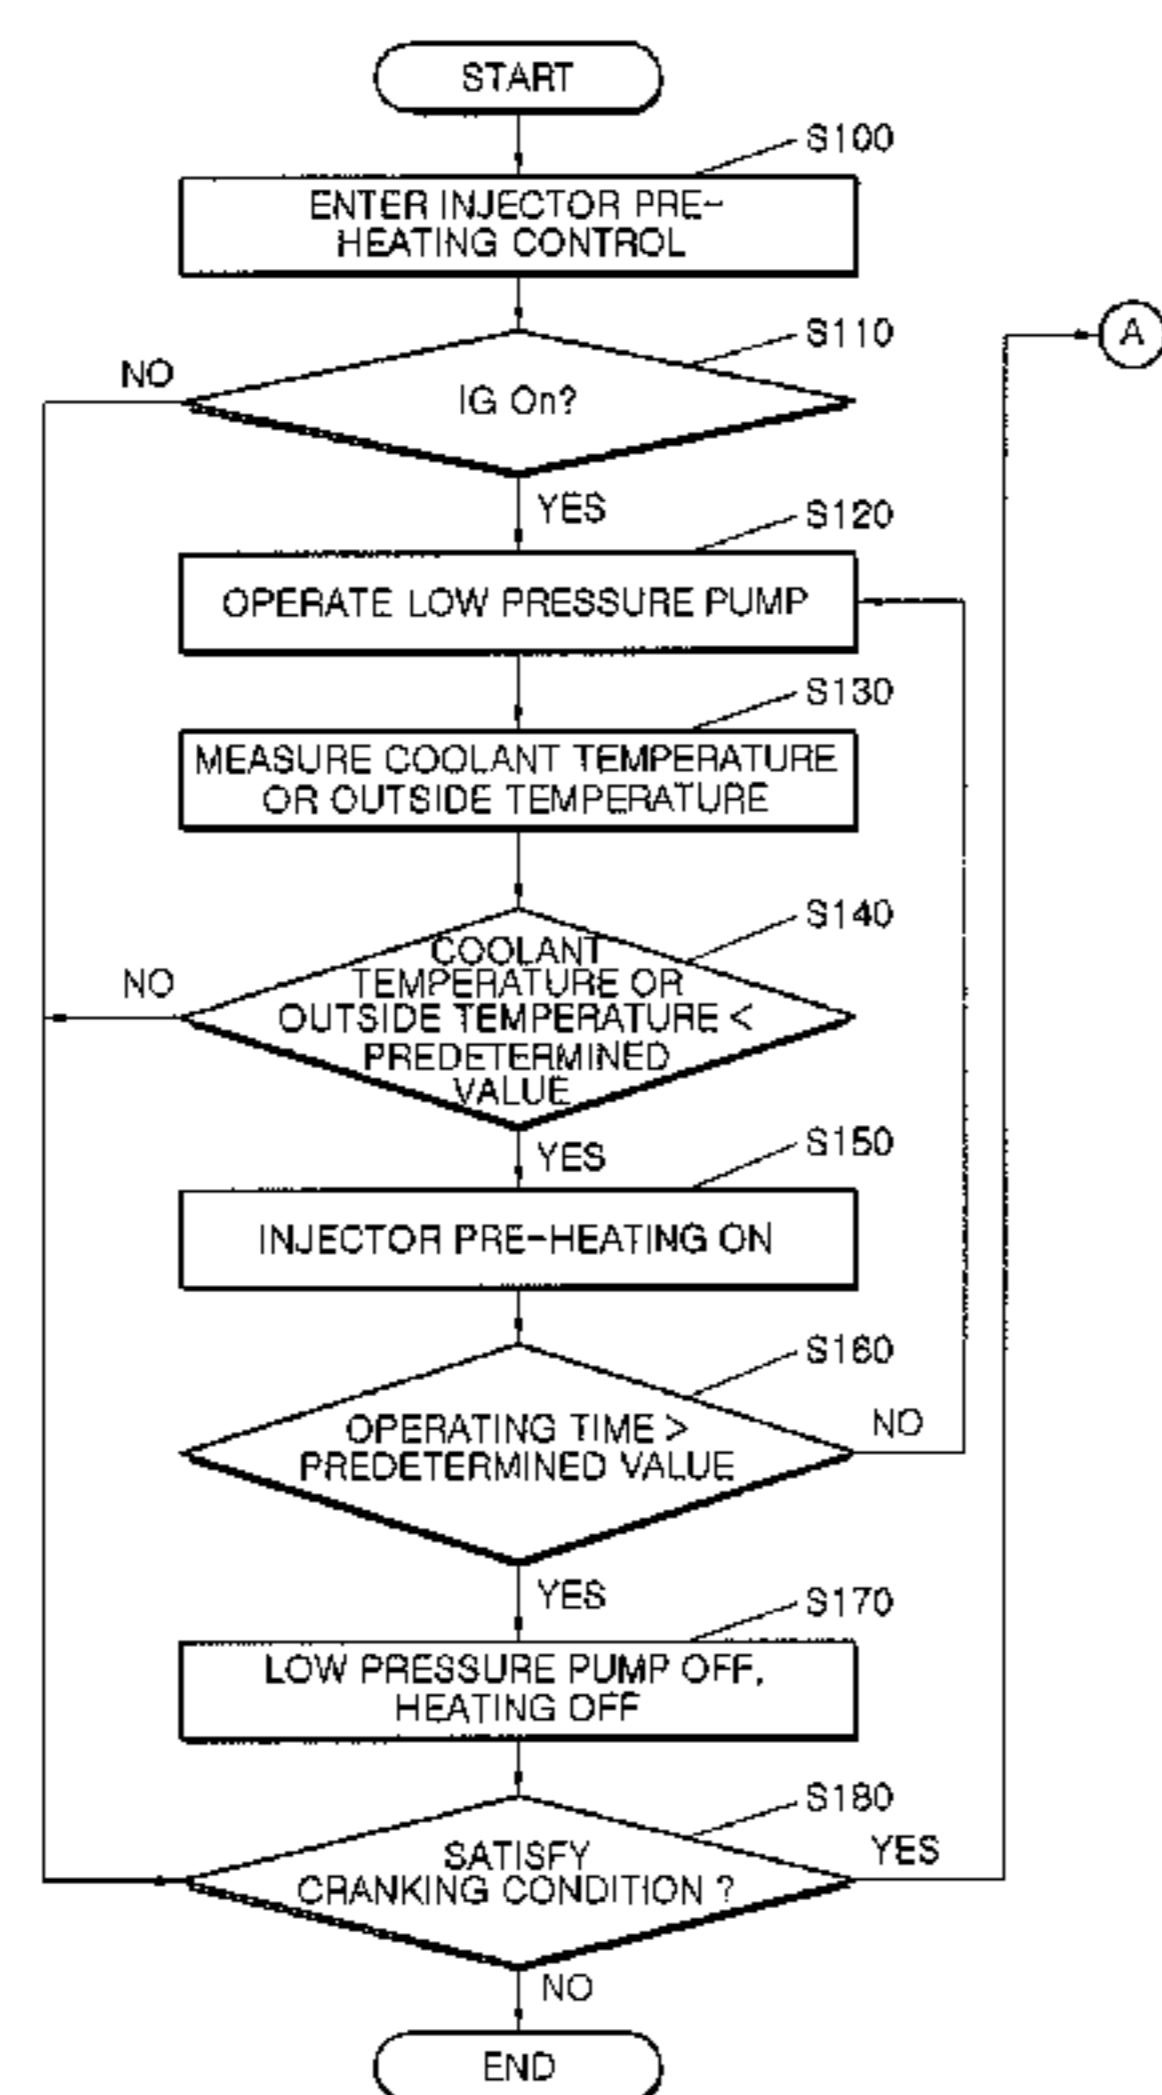 START
S100
ENTER INJECTOR PRE-
HEATING CONTROL
S110
A
NO
IG On?
YES
S120
OPERATE LOW PRESSURE PUMP
S130
MEASURE COOLANT TEMPERATURE
OR OUTSIDE TEMPERATURE
S140
NO
COOLANT
TEMPERATURE OR
OUTSIDE TEMPERATURE <
PREDETERMINED
VALUE
YES
S150
INJECTOR PRE-HEATING ON
S160
OPERATING TIME >
PREDETERMINED VALUE
NO
YES
S170
LOW PRESSURE PUMP OFF,
HEATING OFF
S180
SATISFY
CRANKING CONDITION ?
YES
NO
END